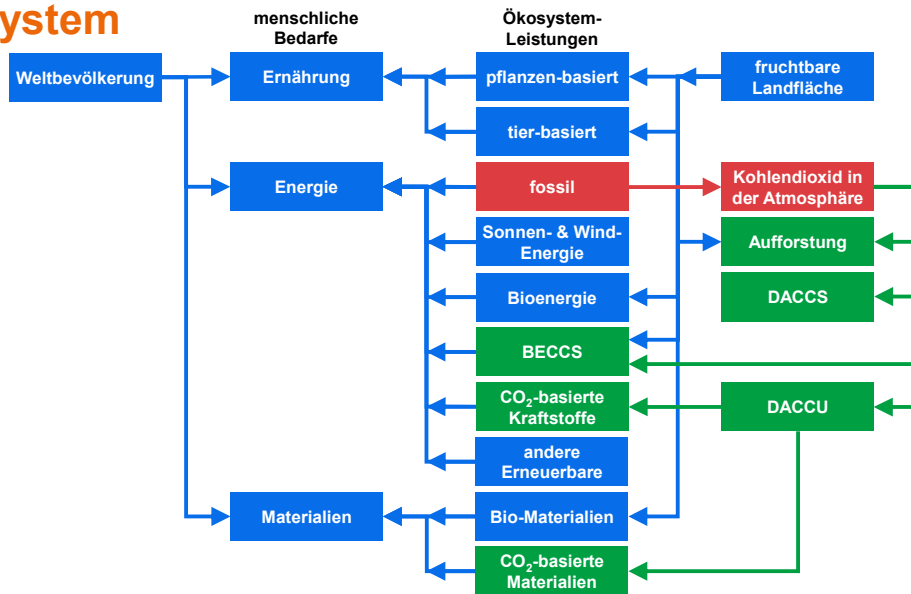 ystem
menschliche
Bedarfe
Ökosystem-
Leistungen
Weltbevölkerung
Ernährung
pflanzen-basiert
fruchtbare
Landfläche
tier-basiert
Energie
fossil
Kohlendioxid in
der Atmosphäre
Sonnen- & Wind-
Energie
Aufforstung
Bioenergie
DACCS
BECCS
CO₂-basierte
Kraftstoffe
DACCU
andere
Erneuerbare
Materialien
Bio-Materialien
CO₂-basierte
Materialien